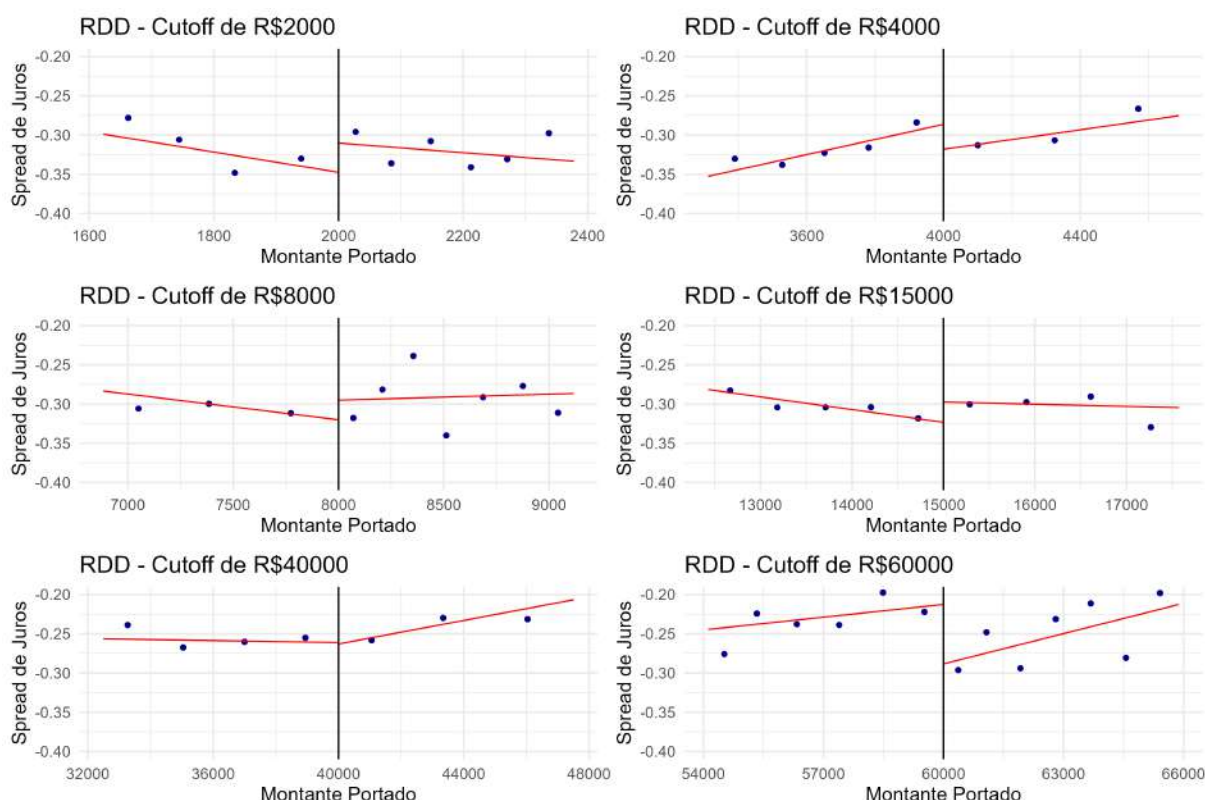 RDD - Cutoff de R$2000
Spread de Juros
-0.20
-0.25
-0.30
-0.35
-0.40
1600 1800 2000 2200 2400
Montante Portado
RDD - Cutoff de R$4000
Spread de Juros
-0.20
-0.25
-0.30
-0.35
-0.40
3600 4000 4400
Montante Portado
RDD - Cutoff de R$8000
Spread de Juros
-0.20
-0.25
-0.30
-0.35
-0.40
7000 7500 8000 8500 9000
Montante Portado
RDD - Cutoff de R$15000
Spread de Juros
-0.20
-0.25
-0.30
-0.35
-0.40
13000 14000 15000 16000 17000
Montante Portado
RDD - Cutoff de R$40000
Spread de Juros
-0.20
-0.25
-0.30
-0.35
-0.40
32000 36000 40000 44000 48000
Montante Portado
RDD - Cutoff de R$60000
Spread de Juros
-0.20
-0.25
-0.30
-0.35
-0.40
54000 57000 60000 63000 66000
Montante Portado